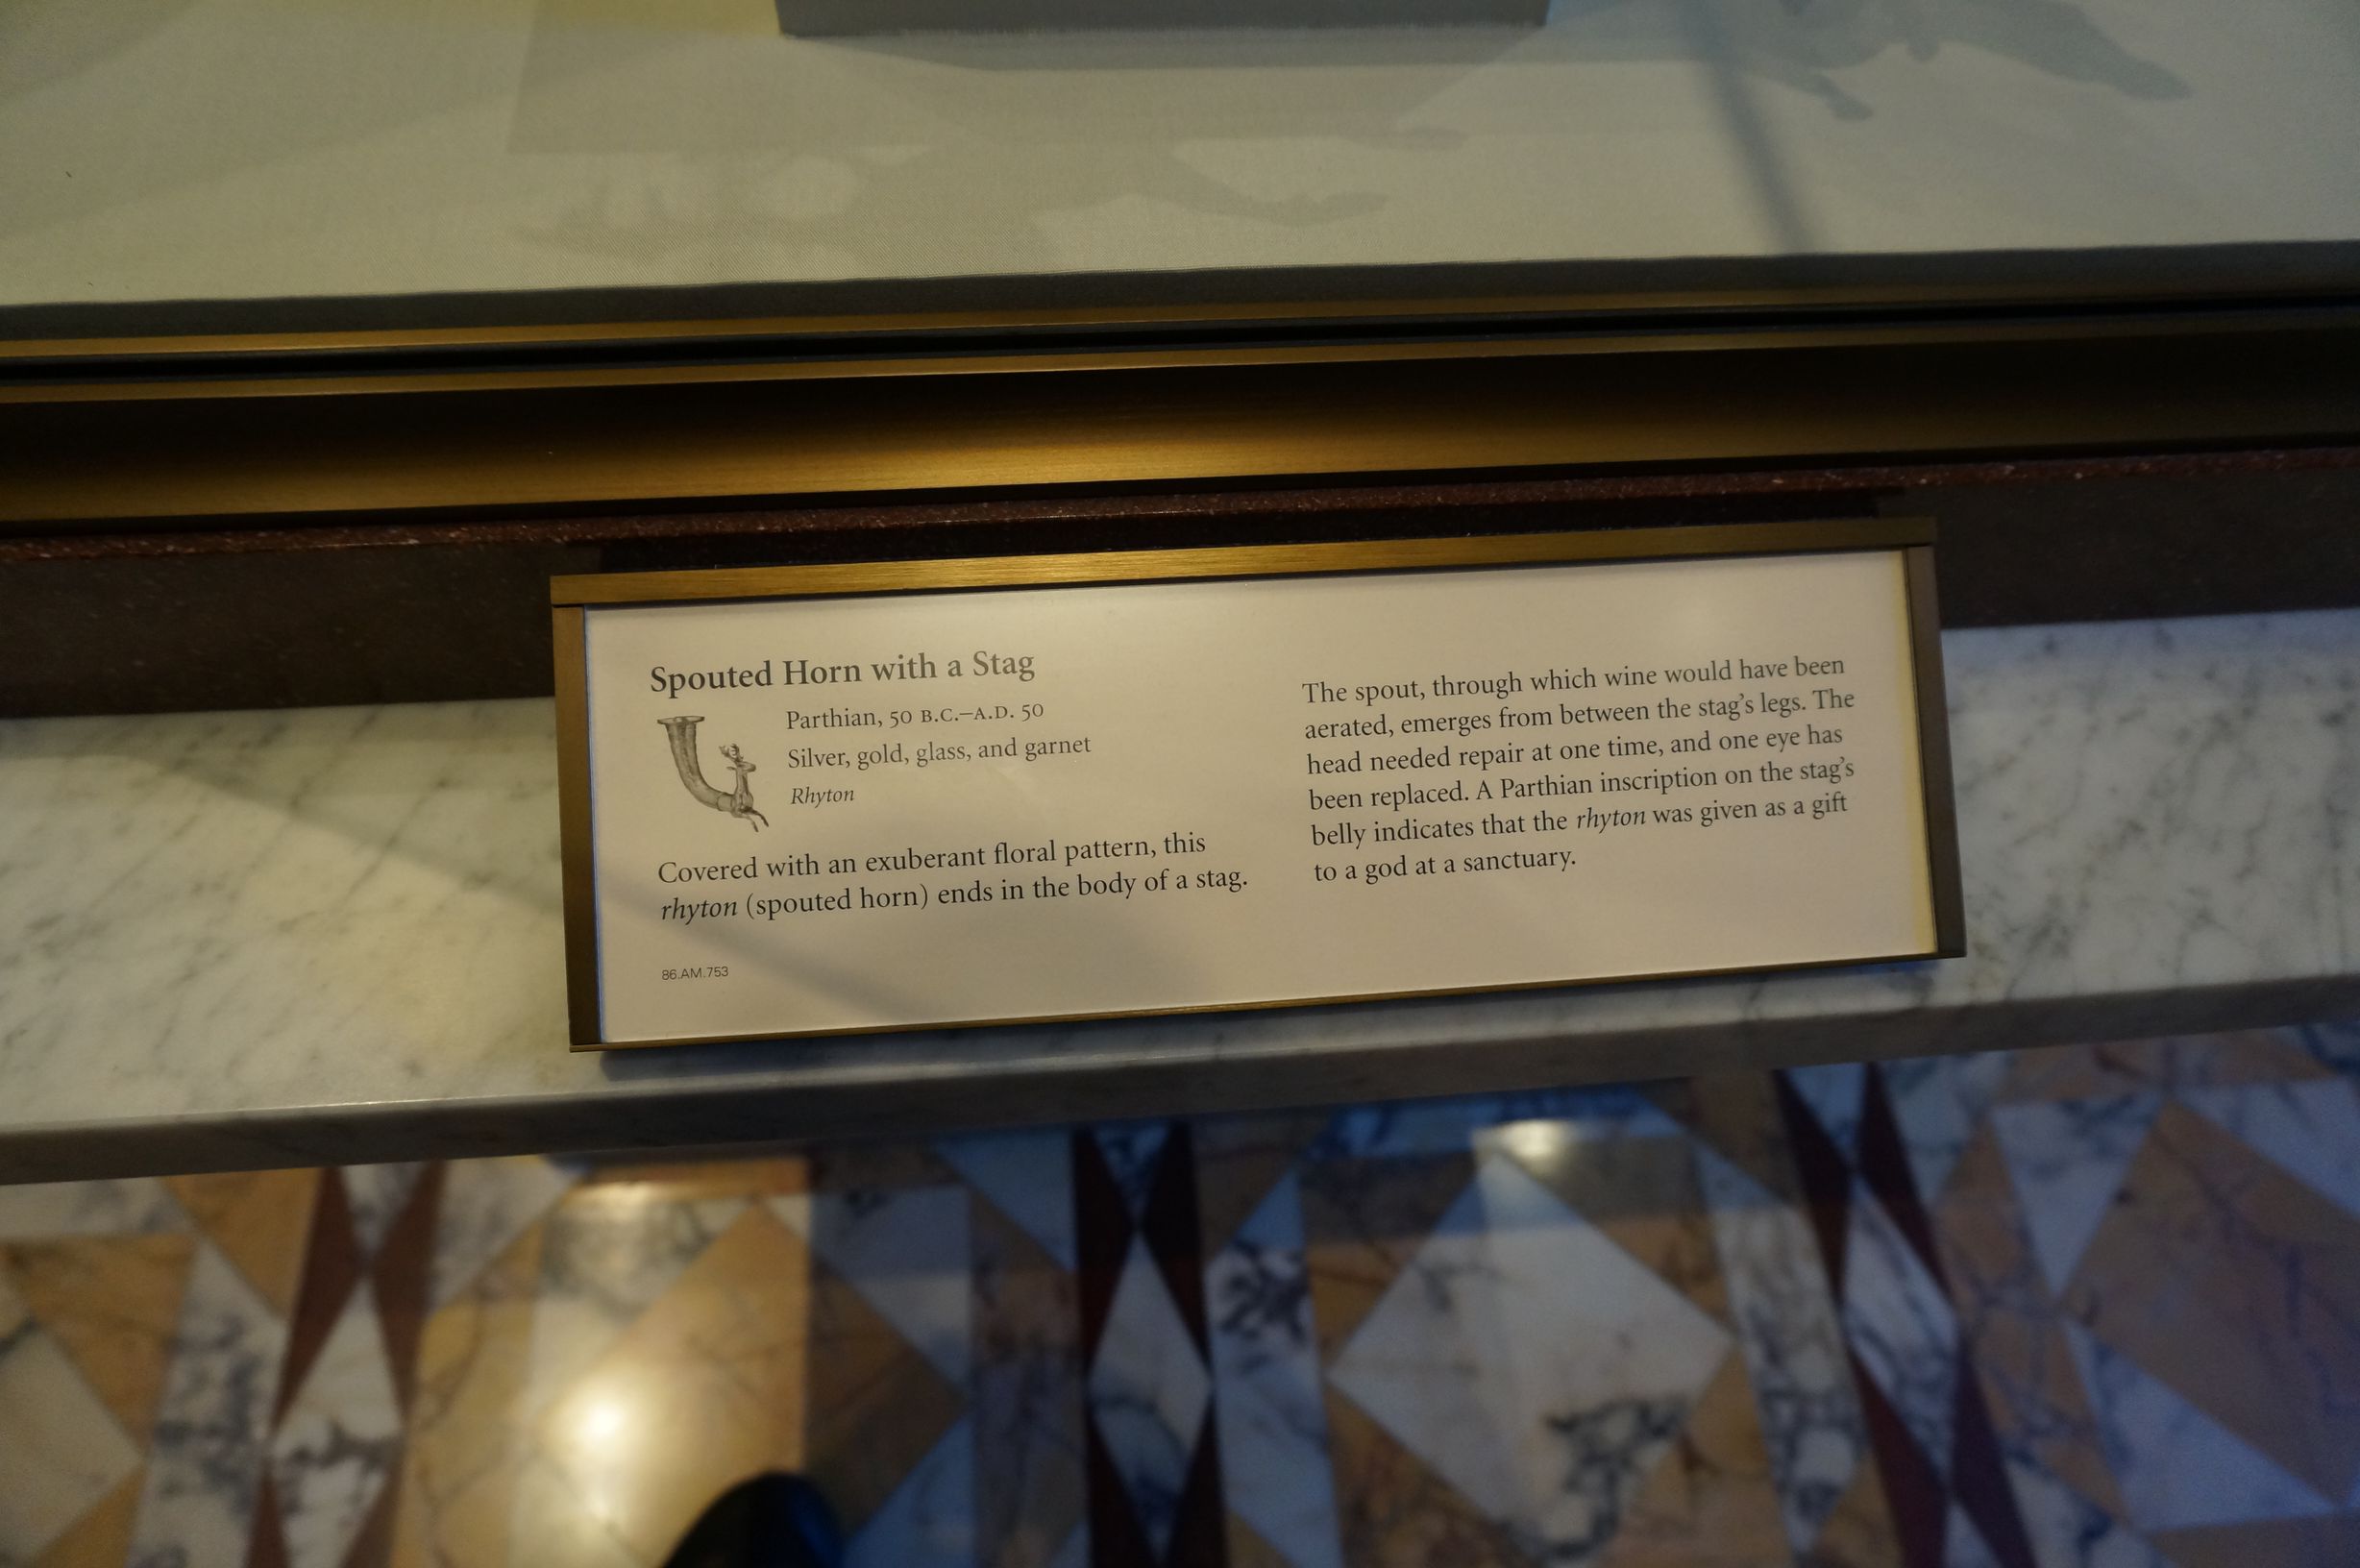 Spouted Horn with a Stag
Parthian, 50 B.C.–A.D. 50
Silver, gold, glass, and garnet
Rhyton
Covered with an exuberant floral pattern, this
rhyton (spouted horn) ends in the body of a stag.
86.AM.753
The spout, through which wine would have been
aerated, emerges from between the stag’s legs. The
head needed repair at one time, and one eye has
been replaced. A Parthian inscription on the stag’s
belly indicates that the rhyton was given as a gift
to a god at a sanctuary.